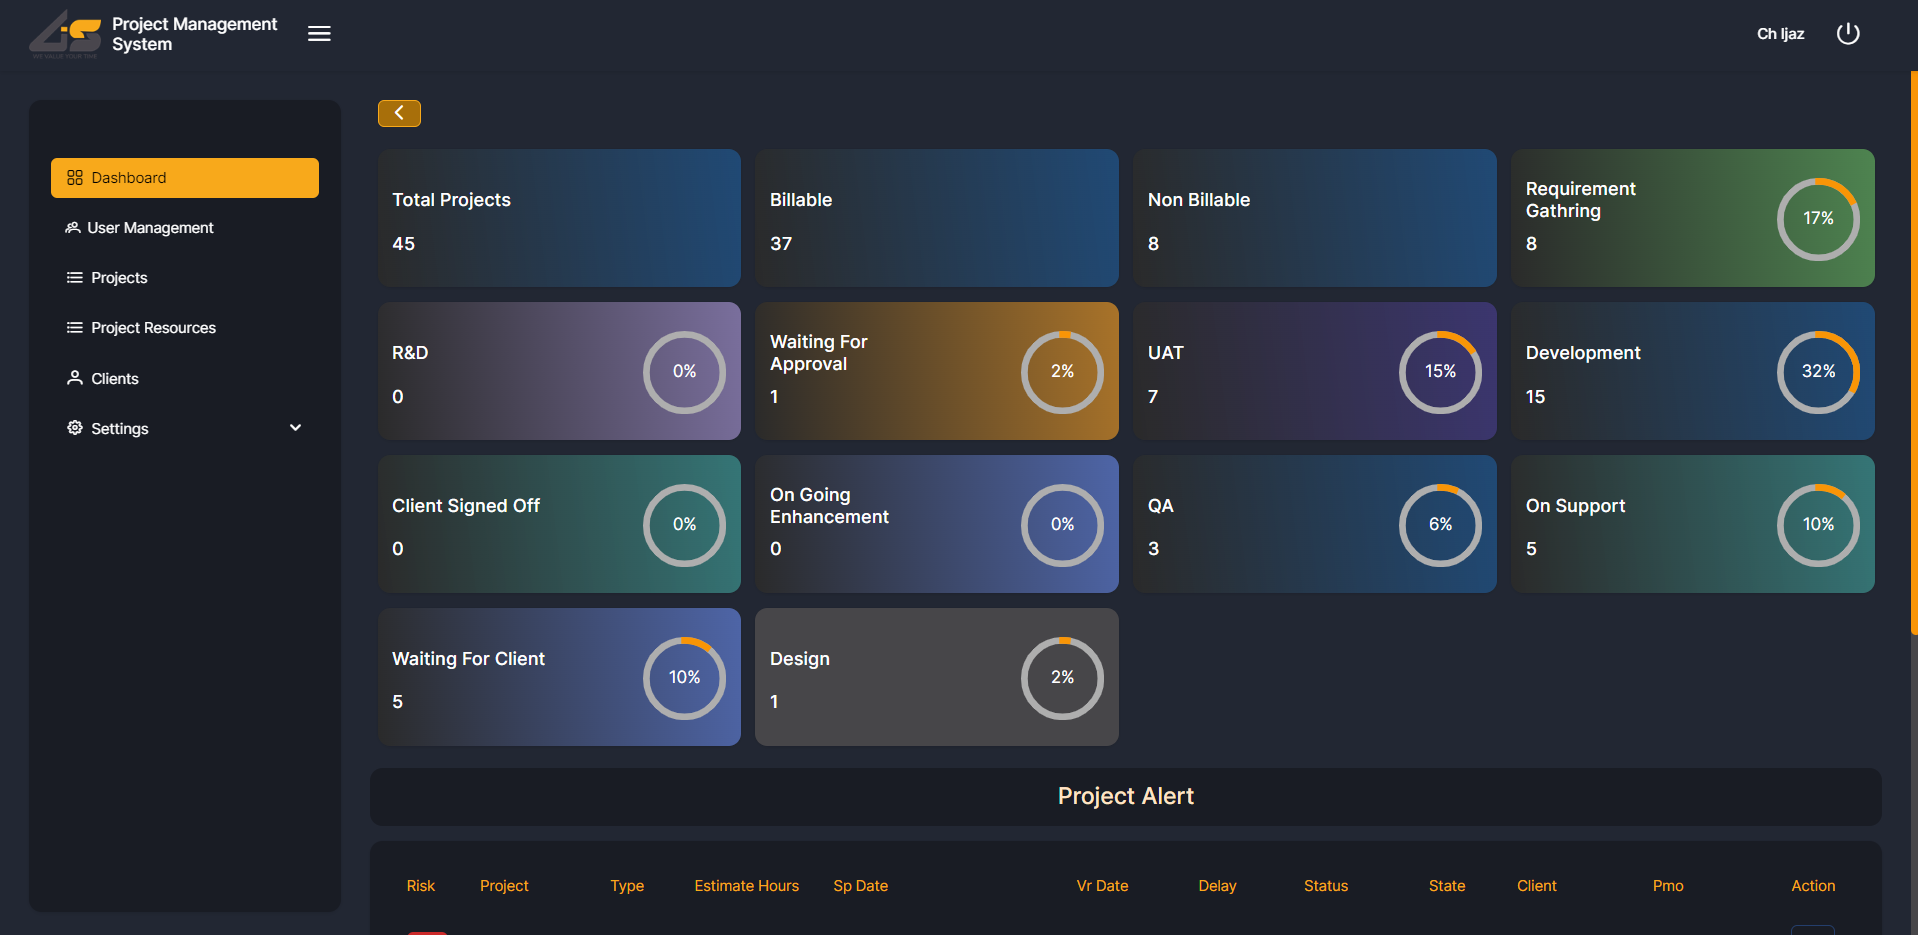 Project Management
System
Ch Ijaz
Dashboard
User Management
Projects
Project Resources
Clients
Settings
Total Projects
45
Billable
37
Non Billable
8
Requirement
Gathring
8
17%
R&D
0
0%
Waiting For
Approval
1
2%
UAT
7
15%
Development
15
32%
Client Signed Off
0
0%
On Going
Enhancement
0
0%
QA
3
6%
On Support
5
10%
Waiting For Client
5
10%
Design
1
2%
Project Alert
Risk Project Type Estimate Hours Sp Date Vr Date Delay Status State Client Pmo Action